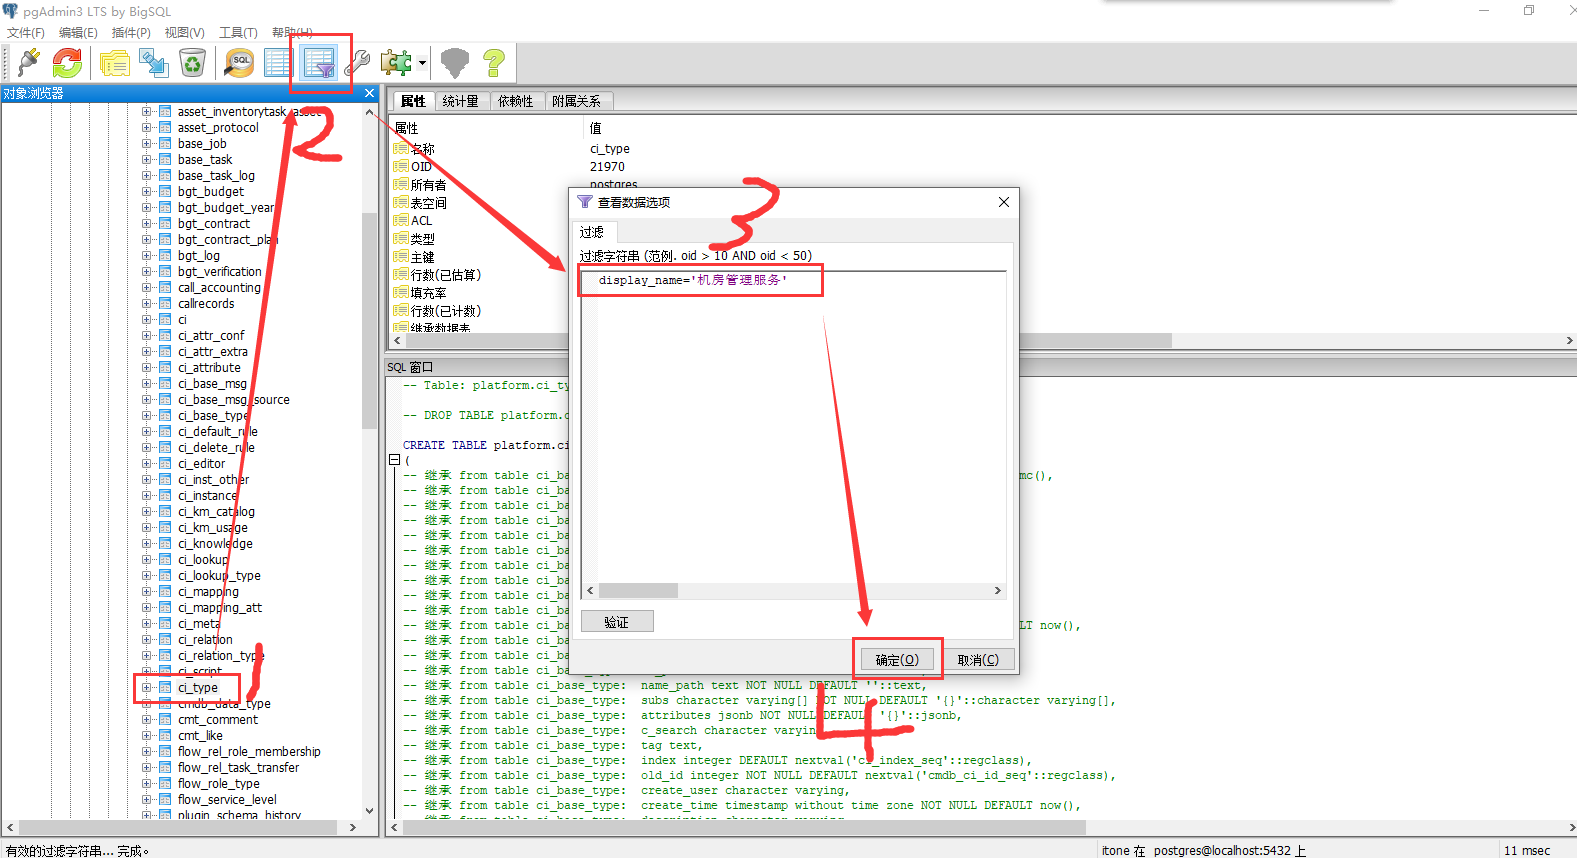 pgAdmin3 LTS by BigSQL
文件(F) 编辑(E) 插件(P) 视图(V) 工具(T) 帮助(H)
SQL
对象浏览器
asset_inventorytask_asset
asset_protocol
base_job
base_task
base_task_log
bgt_budget
bgt_budget_year
bgt_contract
bgt_contract_plan
bgt_log
bgt_verification
call_accounting
callrecords
ci
ci_attr_conf
ci_attr_extra
ci_attribute
ci_base_msg
ci_base_msg_source
ci_base_type
ci_default_rule
ci_delete_rule
ci_editor
ci_inst_other
ci_instance
ci_km_catalog
ci_km_usage
ci_knowledge
ci_lookup
ci_lookup_type
ci_mapping
ci_mapping_att
ci_meta
ci_relation
ci_relation_type
ci_script
ci_type
cmdb_data_type
cmt_comment
cmt_like
flow_rel_role_membership
flow_rel_task_transfer
flow_role_type
flow_service_level
plugin_schema_history
1
2
属性 统计量 依赖性 附属关系
属性 值
名称 ci_type
OID 21970
所有者 postgres
表空间
ACL
类型
主键
行数(已估算)
填充率
行数(已计数)
继承数据表
3
查看数据选项
过滤
过滤字符串 (范例. oid > 10 AND oid < 50)
display_name='机房管理服务'
验证
确定(O) 取消(C)
4
SQL 窗口
-- Table: platform.ci_ty
-- DROP TABLE platform.c
CREATE TABLE platform.ci
(
-- 继承 from table ci_ba mc(),
-- 继承 from table ci_ba
-- 继承 from table ci_ba
-- 继承 from table ci_ba
-- 继承 from table ci_ba
-- 继承 from table ci_ba
-- 继承 from table ci_ba
-- 继承 from table ci_ba
-- 继承 from table ci_ba
-- 继承 from table ci_ba
-- 继承 from table ci_ba LT now(),
-- 继承 from table ci_ba
-- 继承 from table ci_ba
-- 继承 from table ci_base_type:
-- 继承 from table ci_base_type: name_path text NOT NULL DEFAULT ''::text,
-- 继承 from table ci_base_type: subs character varying[] NOT NULL DEFAULT '{}'::character varying[],
-- 继承 from table ci_base_type: attributes jsonb NOT NULL DEFAULT '{}'::jsonb,
-- 继承 from table ci_base_type: c_search character varying
-- 继承 from table ci_base_type: tag text,
-- 继承 from table ci_base_type: index integer DEFAULT nextval('ci_index_seq'::regclass),
-- 继承 from table ci_base_type: old_id integer NOT NULL DEFAULT nextval('cmdb_ci_id_seq'::regclass),
-- 继承 from table ci_base_type: create_user character varying,
-- 继承 from table ci_base_type: create_time timestamp without time zone NOT NULL DEFAULT now(),
-- 继承 from table ci_base_type: description character varying
有效的过滤字符串... 完成。
itone 在 postgres@localhost:5432 上
11 msec